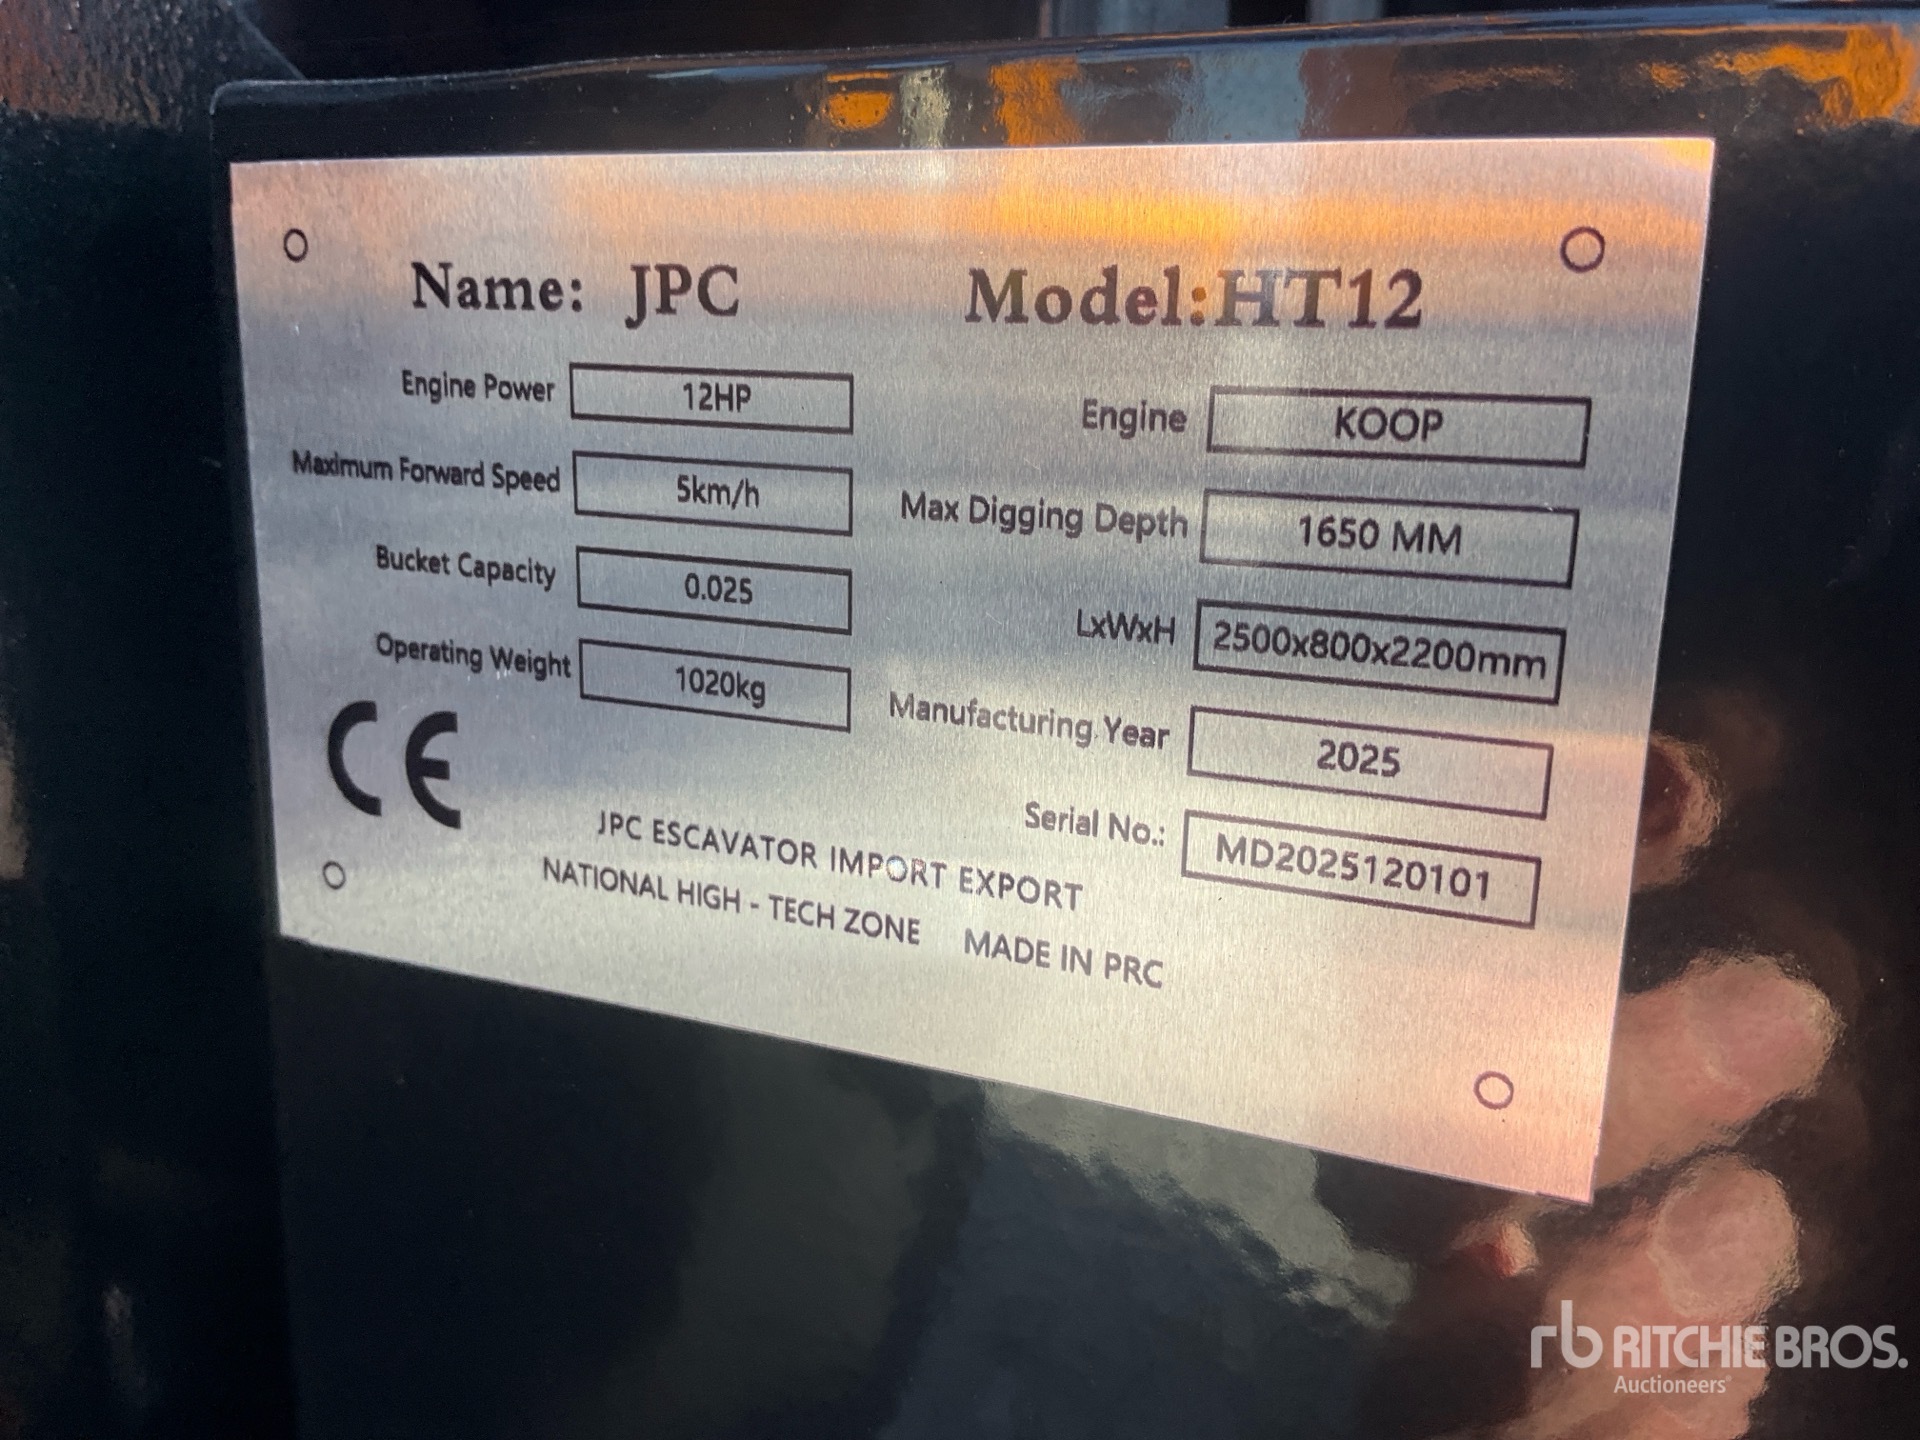 Name: JPC Model:HT12
Engine Power 12HP
Engine KOOP
Maximum Forward Speed 5km/h
Max Digging Depth 1650 MM
Bucket Capacity 0.025
LxWxH 2500x800x2200mm
Operating Weight 1020kg
Manufacturing Year 2025
Serial No.: MD2025120101
CE
JPC ESCAVATOR IMPORT EXPORT
NATIONAL HIGH - TECH ZONE MADE IN PRC
rb RITCHIE BROS.
Auctioneers